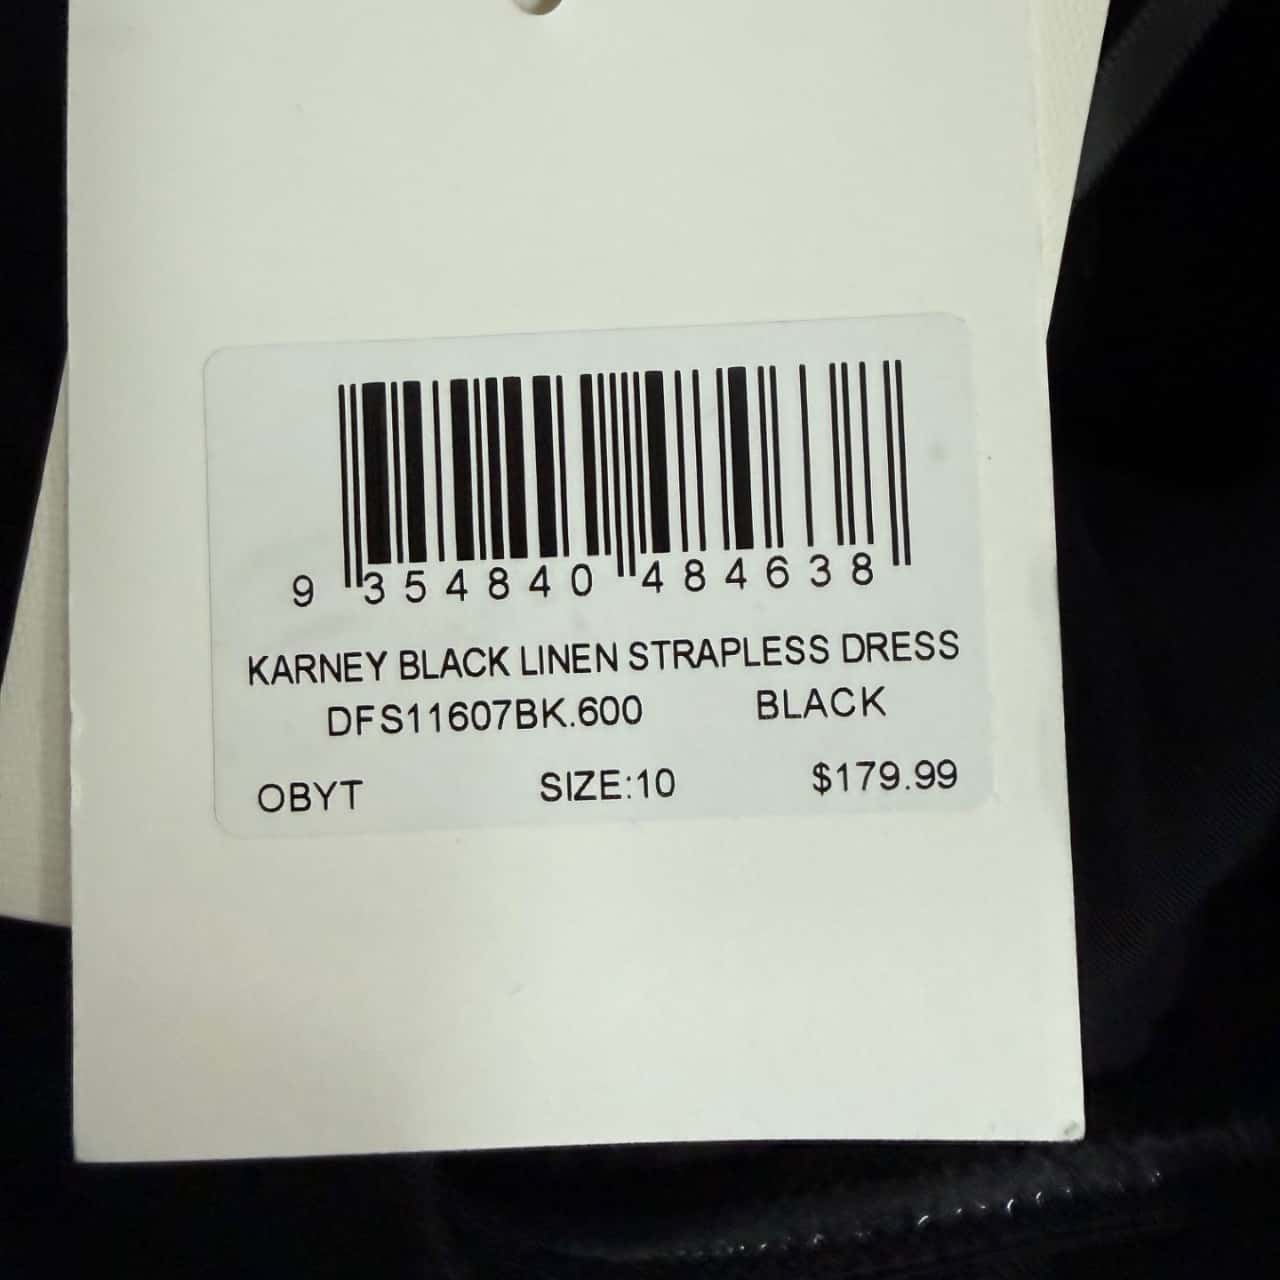 9 354840 484638
KARNEY BLACK LINEN STRAPLESS DRESS
DFS11607BK.600 BLACK
OBYT SIZE:10 $179.99